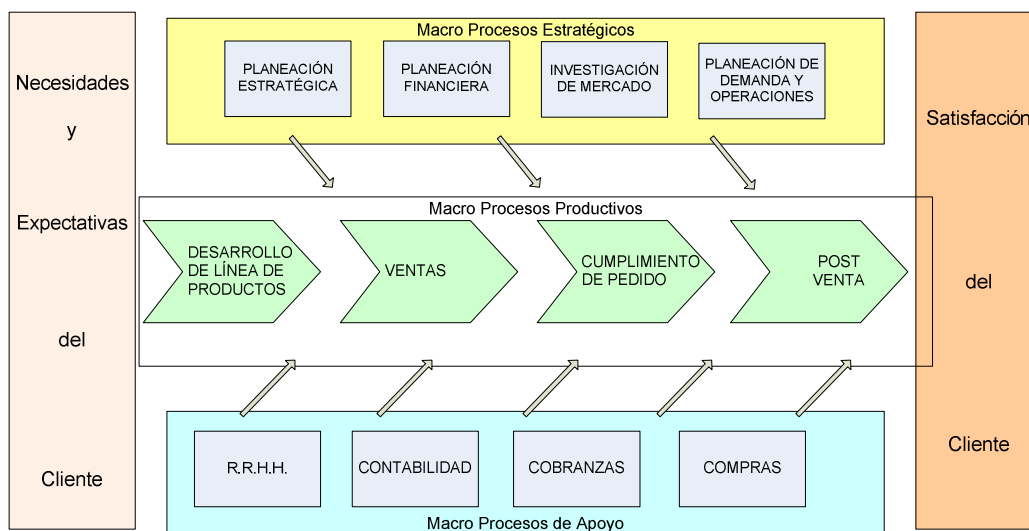 Necesidades
y
Expectativas
del
Cliente
Macro Procesos Estratégicos
PLANEACIÓN
ESTRATÉGICA
PLANEACIÓN
FINANCIERA
INVESTIGACIÓN
DE MERCADO
PLANEACIÓN DE
DEMANDA Y
OPERACIONES
Macro Procesos Productivos
DESARROLLO
DE LÍNEA DE
PRODUCTOS
VENTAS
CUMPLIMIENTO
DE PEDIDO
POST
VENTA
R.R.H.H.
CONTABILIDAD
COBRANZAS
COMPRAS
Macro Procesos de Apoyo
Satisfacción
del
Cliente